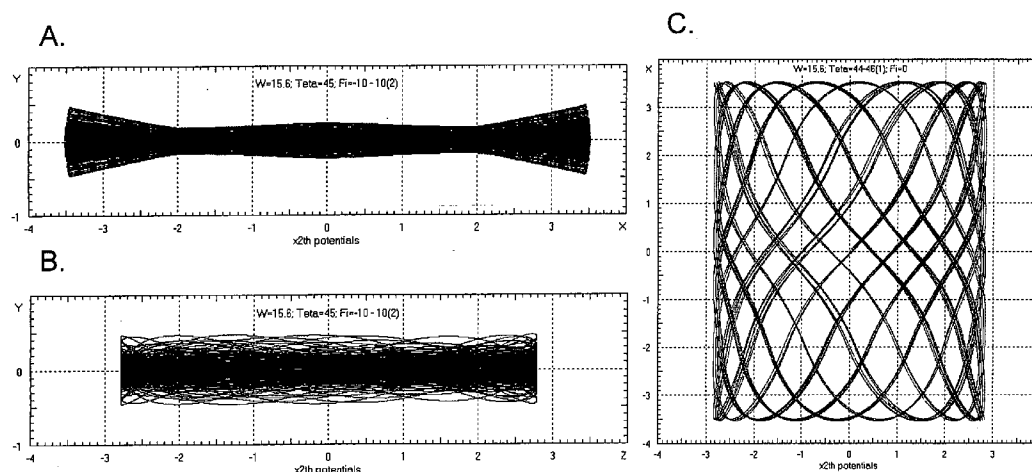 A.
Y
W=15.6; Teta=45; Fi=-10 - 10(2)
0
-1
-4 -3 -2 -1 0 1 2 3 X
x2th potentials
B.
Y
W=15.6; Teta=45; Fi=-10 - 10(2)
0
-1
-4 -3 -2 -1 0 1 2 3 Z
x2th potentials
C.
X
W=15.6; Teta=44-46(1); Fi=0
3
2
1
0
-1
-2
-3
-4
-3 -2 -1 0 1 2 3
x2th potentials